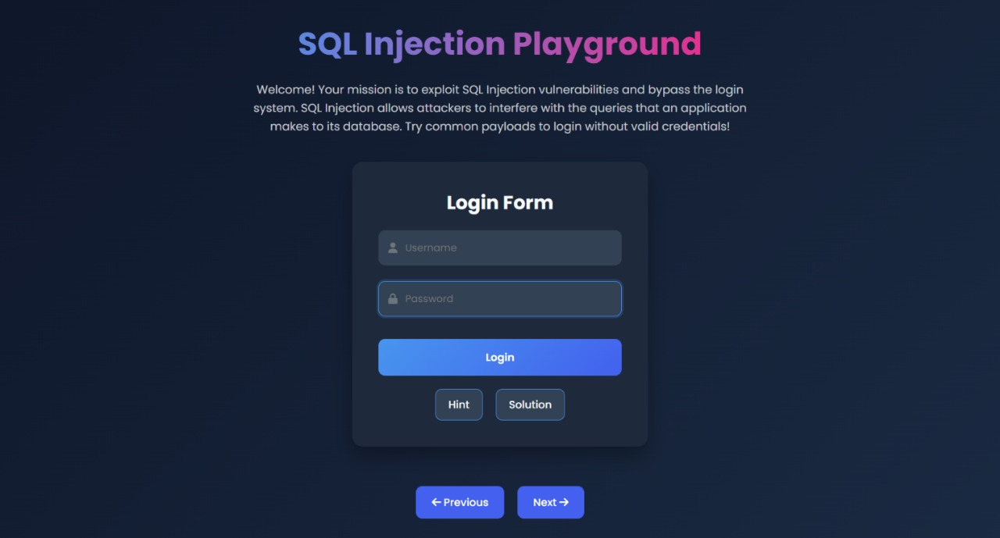 SQL Injection Playground
Welcome! Your mission is to exploit SQL Injection vulnerabilities and bypass the login
system. SQL Injection allows attackers to interfere with the queries that an application
makes to its database. Try common payloads to login without valid credentials!
Login Form
Username
Password
Login
Hint Solution
← Previous Next →